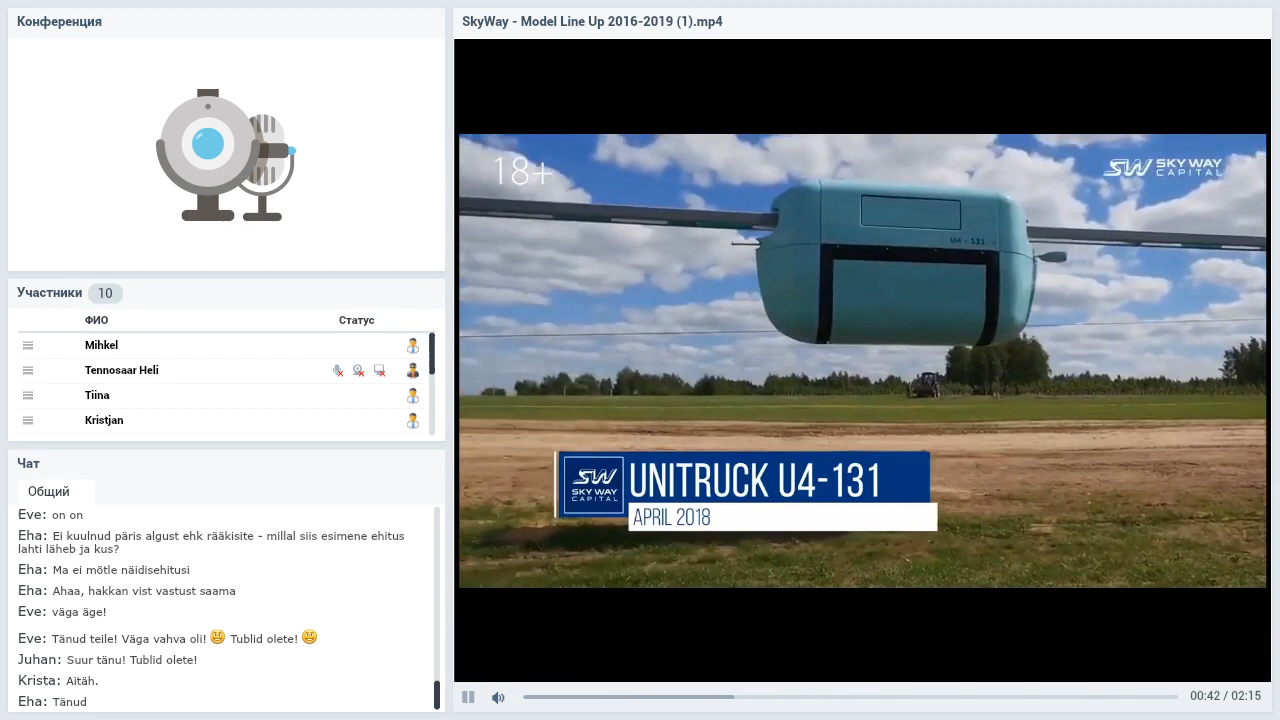 Конференция
SkyWay - Model Line Up 2016-2019 (1).mp4
18+
SW SKY WAY
CAPITAL
U4-131
SW
SKY WAY
CAPITAL
UNITRUCK U4-131
APRIL 2018
00:42 / 02:15
Участники 10
ФИО Статус
Mihkel
Tennosaar Heli
Tiina
Kristjan
Чат
Общий
Eve: on on
Eha: Ei kuulnud päris algust ehk rääkisite - millal siis esimene ehitus
lahti läheb ja kus?
Eha: Ma ei mõtle näidisehitusi
Eha: Ahaa, hakkan vist vastust saama
Eve: väga äge!
Eve: Tänud teile! Väga vahva oli! Tublid olete!
Juhan: Suur tänu! Tublid olete!
Krista: Aitäh.
Eha: Tänud